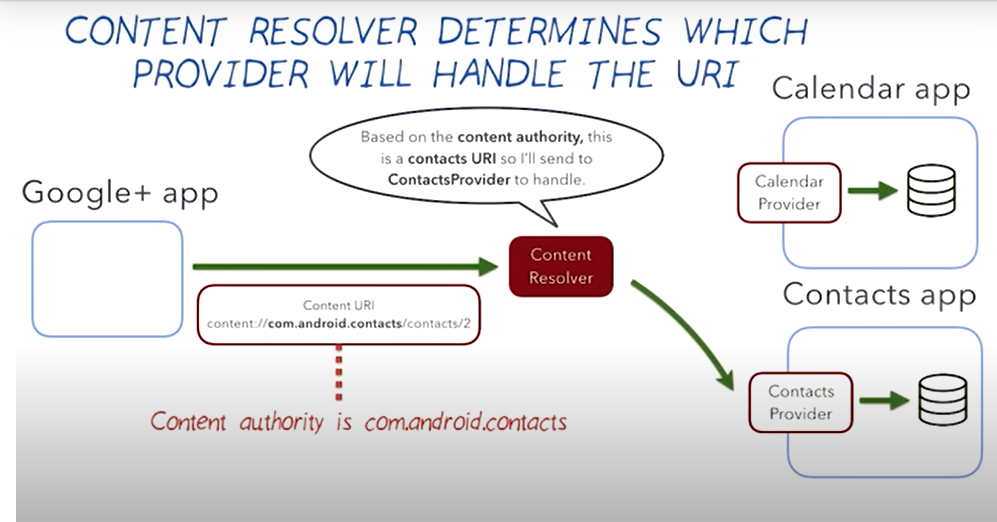 CONTENT RESOLVER DETERMINES WHICH
PROVIDER WILL HANDLE THE URI
Calendar app
Based on the content authority, this
is a contacts URI so I'll send to
ContactsProvider to handle.
Calendar
Provider
Google+ app
Content
Resolver
Contacts app
Content URI
content://com.android.contacts/contacts/2
Contacts
Provider
Content authority is com.android.contacts